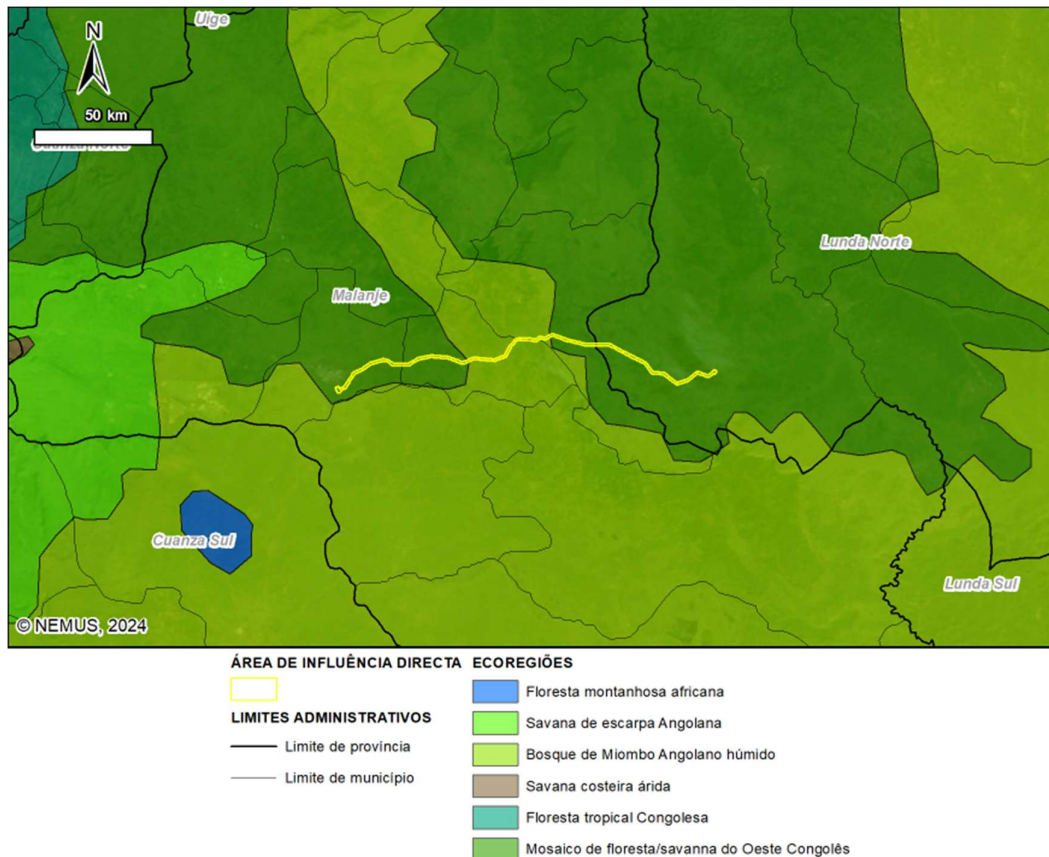 Uige
N
50 km
Cuanza Norte
Lunda Norte
Malanje
Cuanza Sul
Lunda Sul
© NEMUS, 2024
ÁREA DE INFLUÊNCIA DIRECTA
LIMITES ADMINISTRATIVOS
Limite de província
Limite de município
ECOREGIÕES
Floresta montanhosa africana
Savana de escarpa Angolana
Bosque de Miombo Angolano húmido
Savana costeira árida
Floresta tropical Congolesa
Mosaico de floresta/savanna do Oeste Congolês